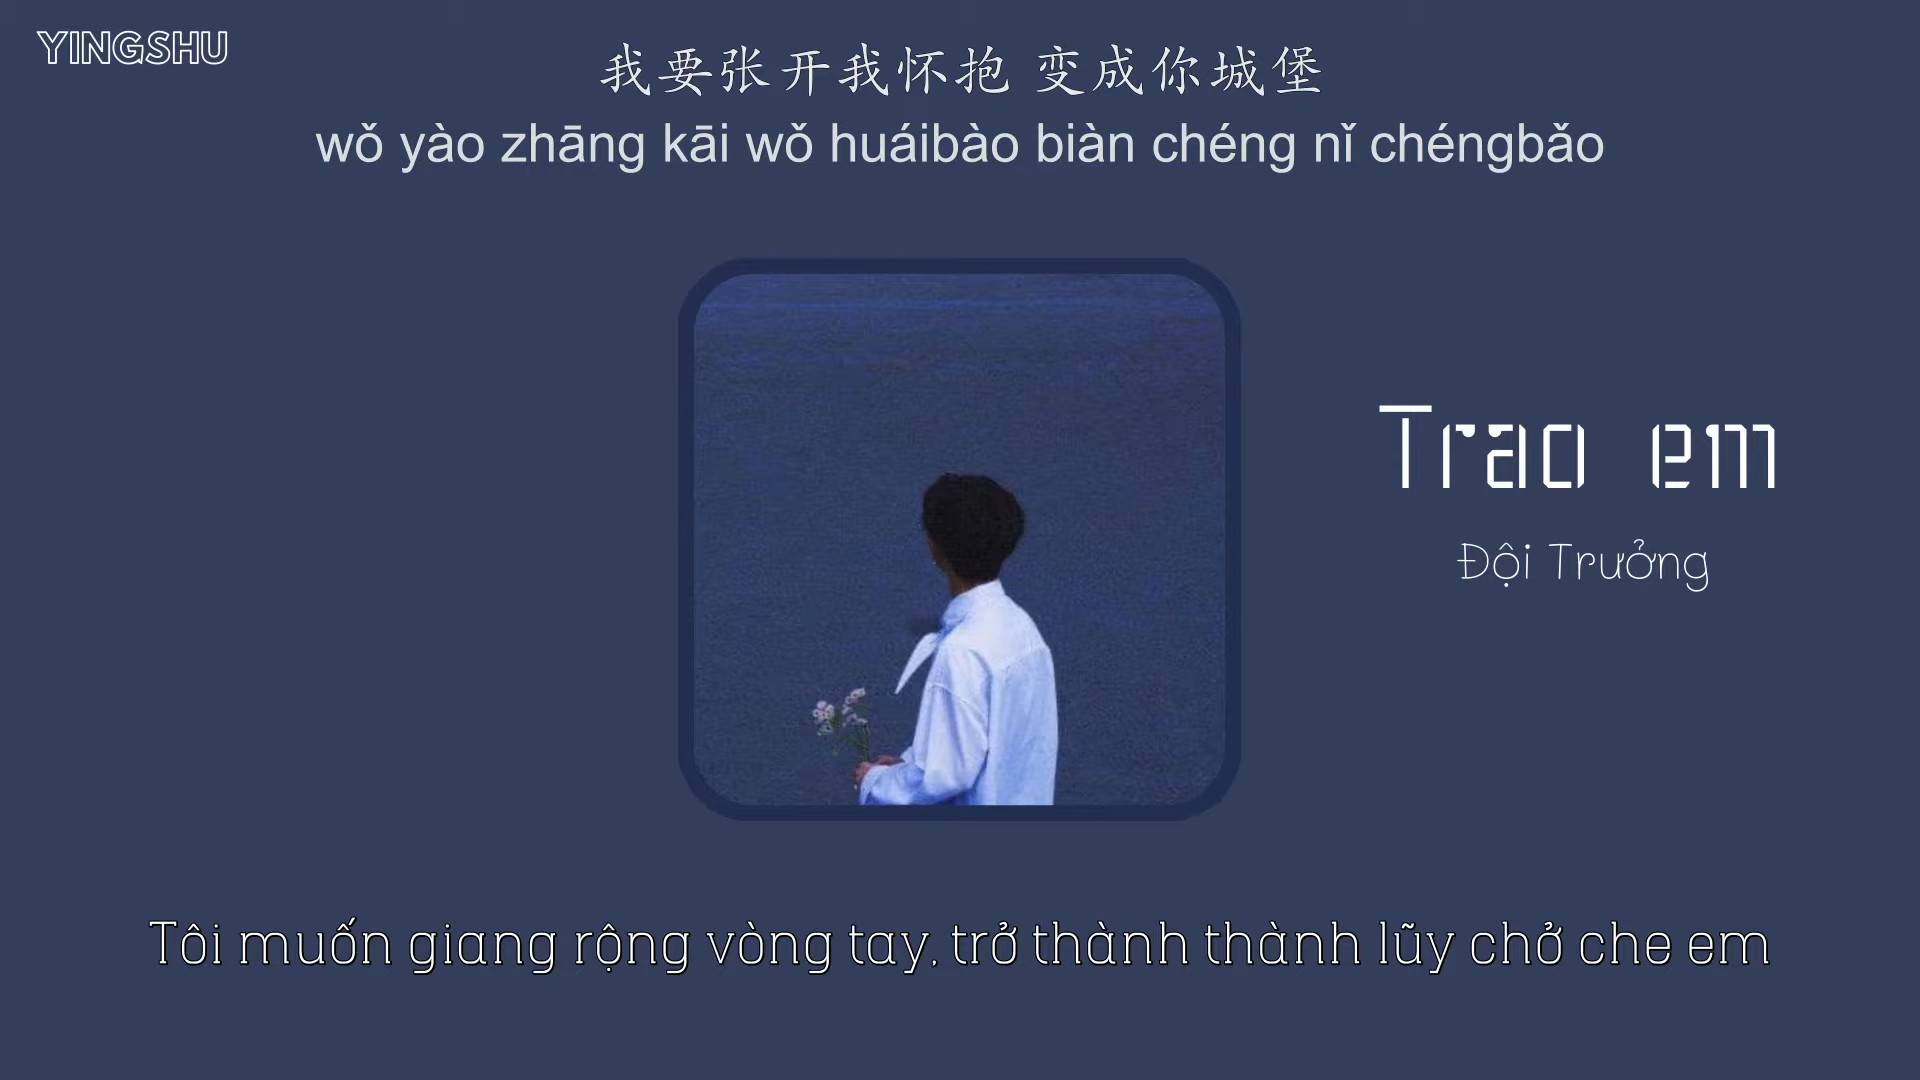 YINGSHU
我要张开我怀抱 变成你城堡
wǒ yào zhāng kāi wǒ huáibào biàn chéng nǐ chéngbǎo
Trao em
Đội Trưởng
Tôi muốn giang rộng vòng tay, trở thành thành lũy chở che em